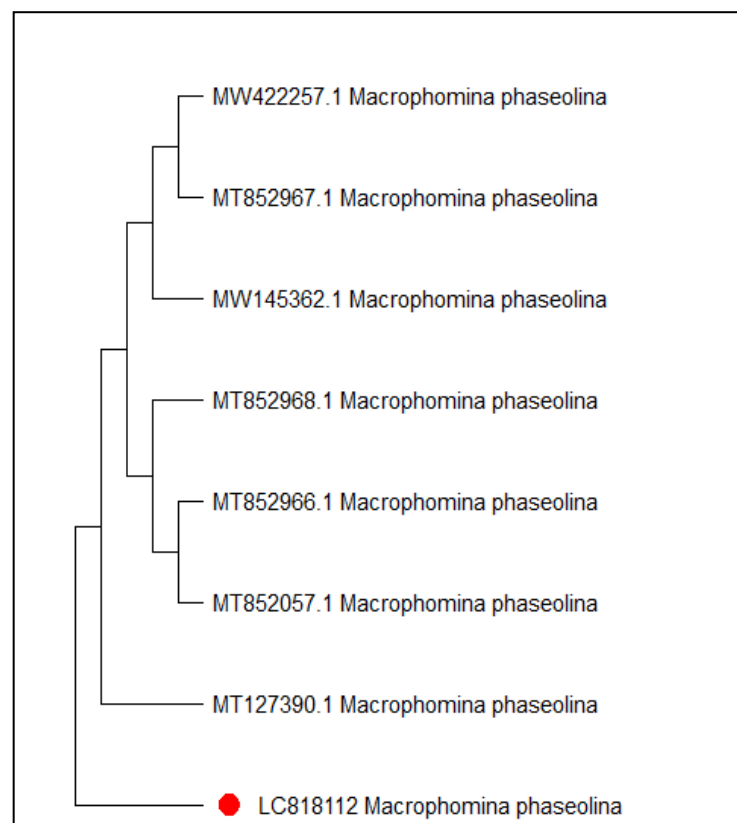 MW422257.1 Macrophomina phaseolina
MT852967.1 Macrophomina phaseolina
MW145362.1 Macrophomina phaseolina
MT852968.1 Macrophomina phaseolina
MT852966.1 Macrophomina phaseolina
MT852057.1 Macrophomina phaseolina
MT127390.1 Macrophomina phaseolina
LC818112 Macrophomina phaseolina